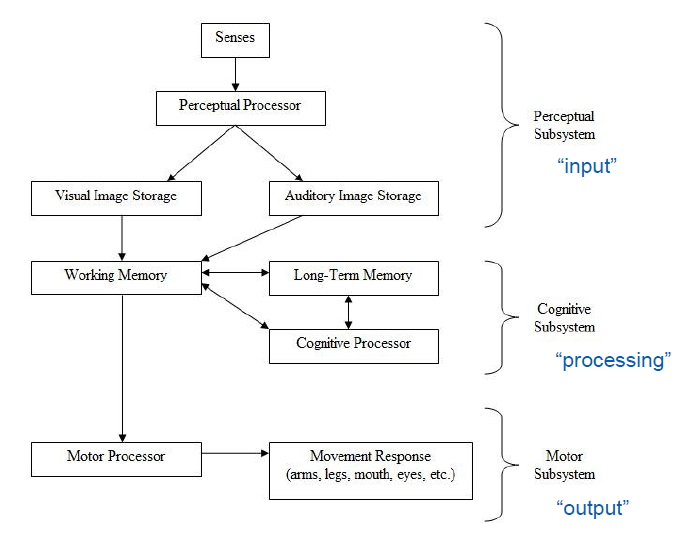 Senses
Perceptual Processor
Perceptual
Subsystem
“input”
Visual Image Storage
Auditory Image Storage
Working Memory
Long-Term Memory
Cognitive Processor
Cognitive
Subsystem
“processing”
Motor Processor
Movement Response
(arms, legs, mouth, eyes, etc.)
Motor
Subsystem
“output”